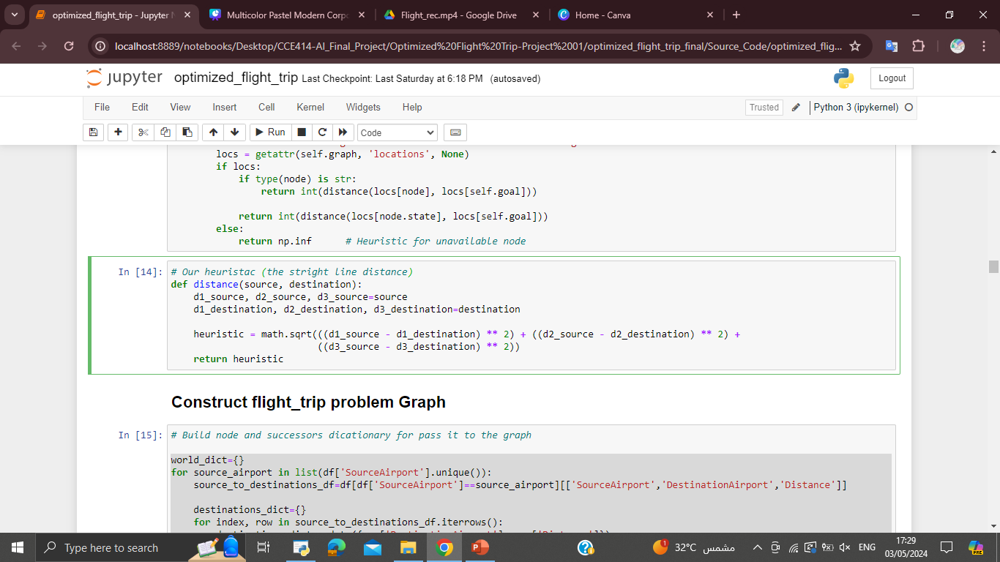 optimized_flight_trip - Jupyter N
Multicolor Pastel Modern Corpo
Flight_rec.mp4 - Google Drive
Home - Canva
localhost:8889/notebooks/Desktop/CCE414-AI_Final_Project/Optimized%20Flight%20Trip-Project%2001/optimized_flight_trip_final/Source_Code/optimized_flig...
jupyter optimized_flight_trip Last Checkpoint: Last Saturday at 6:18 PM (autosaved)
Logout
File Edit View Insert Cell Kernel Widgets Help
Trusted
Python 3 (ipykernel)
Run
Code
locs = getattr(self.graph, 'locations', None)
if locs:
if type(node) is str:
return int(distance(locs[node], locs[self.goal]))
return int(distance(locs[node.state], locs[self.goal]))
else:
return np.inf # Heuristic for unavailable node
In [14]: # Our heuristac (the stright line distance)
def distance(source, destination):
d1_source, d2_source, d3_source=source
d1_destination, d2_destination, d3_destination=destination
heuristic = math.sqrt(((d1_source - d1_destination) ** 2) + ((d2_source - d2_destination) ** 2) +
((d3_source - d3_destination) ** 2))
return heuristic
Construct flight_trip problem Graph
In [15]: # Build node and successors dicationary for pass it to the graph
world_dict={}
for source_airport in list(df['SourceAirport'].unique()):
source_to_destinations_df=df[df['SourceAirport']==source_airport][['SourceAirport','DestinationAirport','Distance']]
destinations_dict={}
for index, row in source_to_destinations_df.iterrows():
Type here to search
1
32°C مشمس
ENG
17:29
03/05/2024
PRE